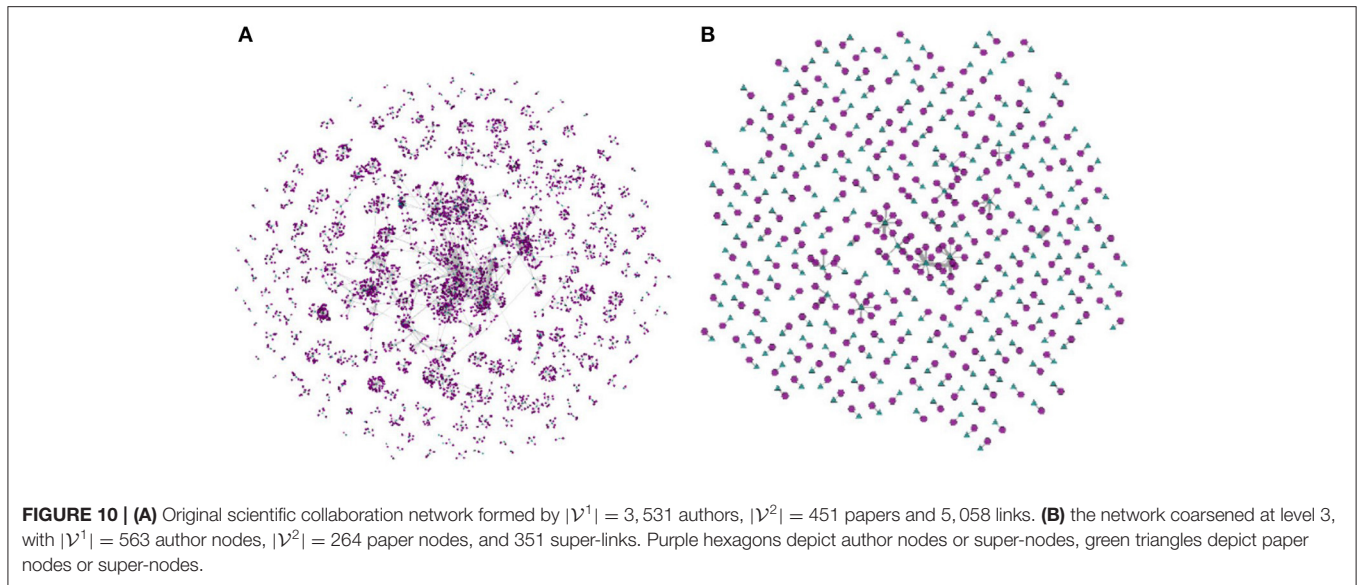 A
B
FIGURE 10 | (A) Original scientific collaboration network formed by |𝒱¹| = 3, 531 authors, |𝒱²| = 451 papers and 5, 058 links. (B) the network coarsened at level 3,
with |𝒱¹| = 563 author nodes, |𝒱²| = 264 paper nodes, and 351 super-links. Purple hexagons depict author nodes or super-nodes, green triangles depict paper
nodes or super-nodes.